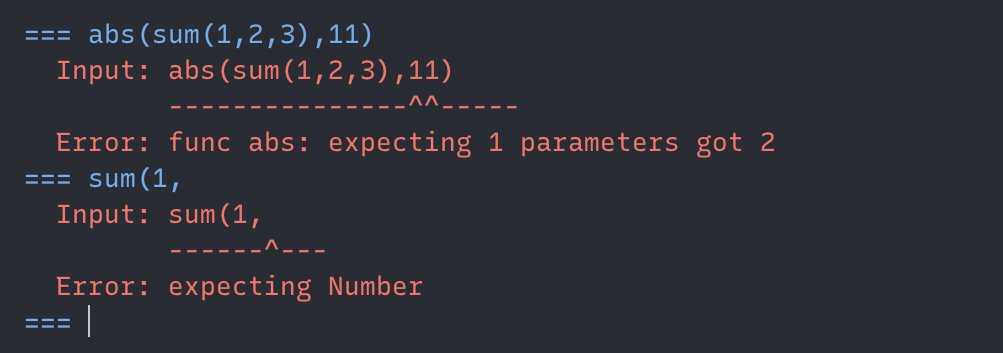 === abs(sum(1,2,3),11)
  Input: abs(sum(1,2,3),11)
         ---------------^^-----
  Error: func abs: expecting 1 parameters got 2
=== sum(1,
  Input: sum(1,
         ------^---
  Error: expecting Number
===